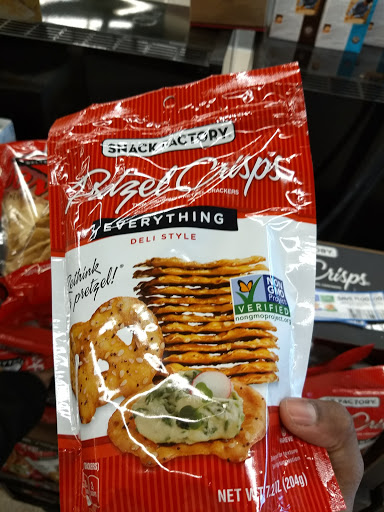 SNACK FACTORY
Pretzel Crisps
CRACKERS
EVERYTHING
DELI STYLE
Rethink
pretzel!
NON
GMO
Project
VERIFIED
nongmoproject.org
Crisps
FACTORY
NET WT 7.2 OZ (204g)